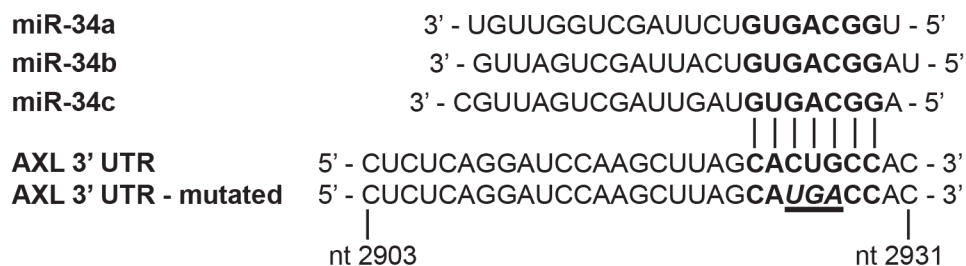 miR-34a 3’ - UGUUGGUCGAUUCUGUGACGGU - 5’
miR-34b 3’ - GUUAGUCGAUUACUGUGACGGAU - 5’
miR-34c 3’ - CGUUAGUCGAUUGAUGUGACGGA - 5’
AXL 3’ UTR 5’ - CUCUCAGGAUCCAAGCUUAGCACUGCCAC - 3’
AXL 3’ UTR - mutated 5’ - CUCUCAGGAUCCAAGCUUAGCAUGACCAC - 3’
nt 2903 nt 2931